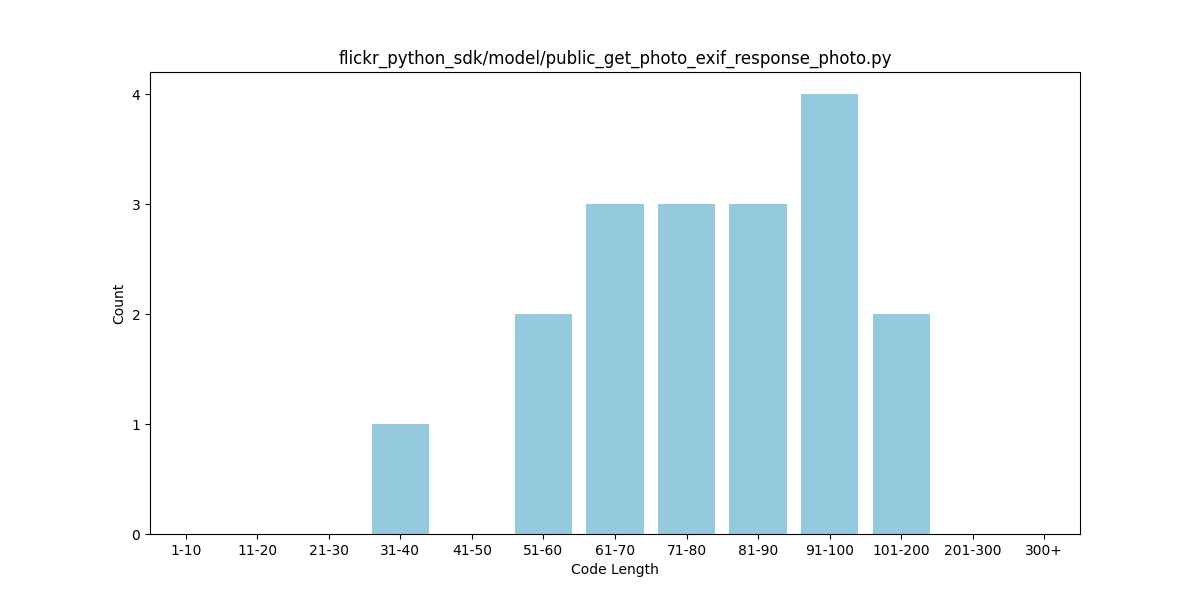 flickr_python_sdk/model/public_get_photo_exif_response_photo.py
4
3
2
1
0
Count
1-10 11-20 21-30 31-40 41-50 51-60 61-70 71-80 81-90 91-100 101-200 201-300 300+
Code Length